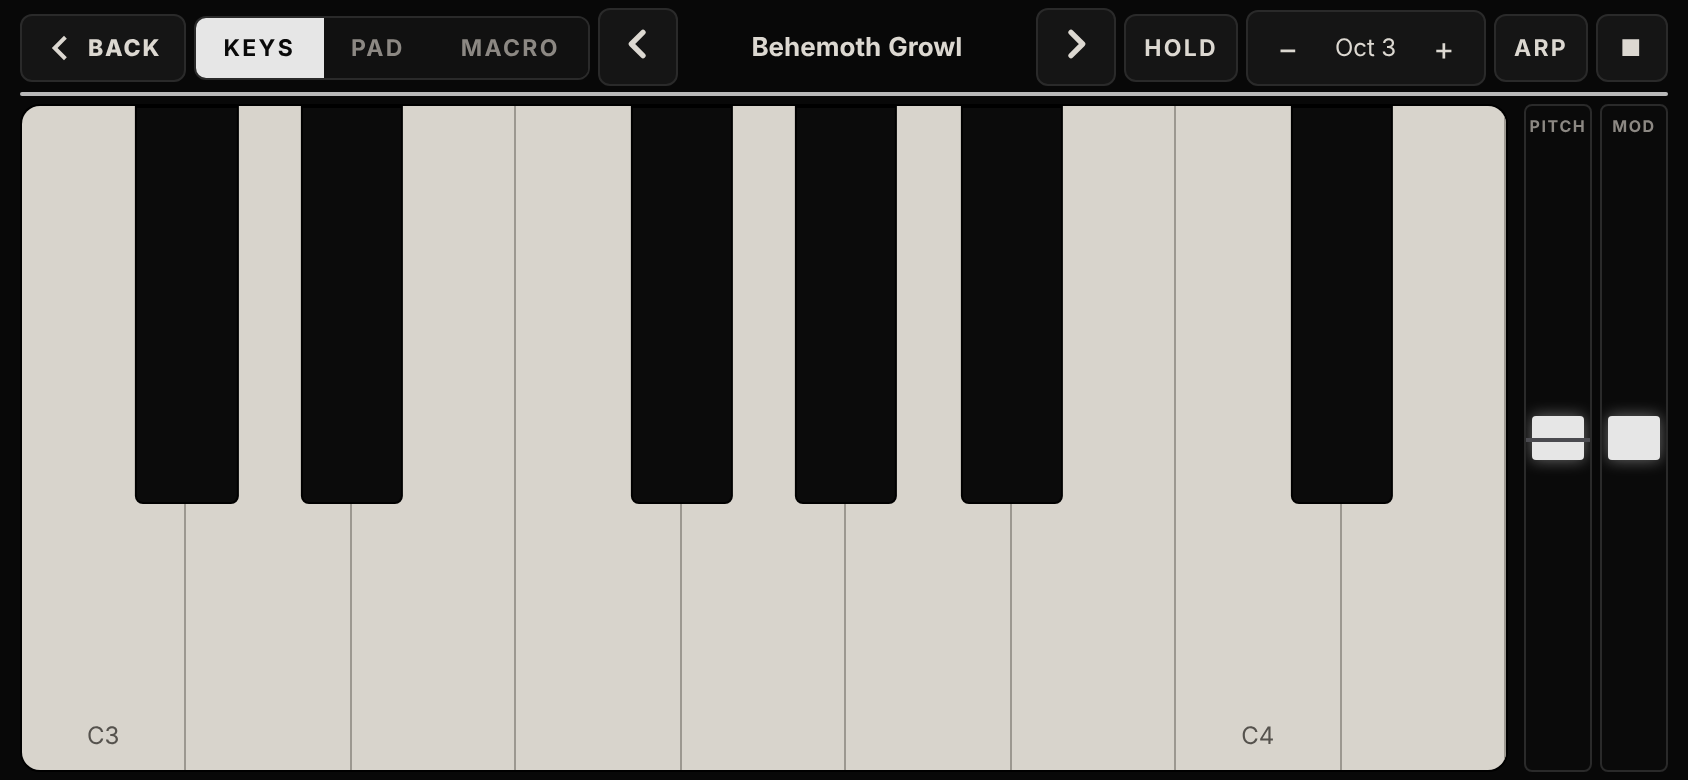 BACK KEYS PAD MACRO Behemoth Growl HOLD – Oct 3 + ARP
PITCH MOD
C3 C4